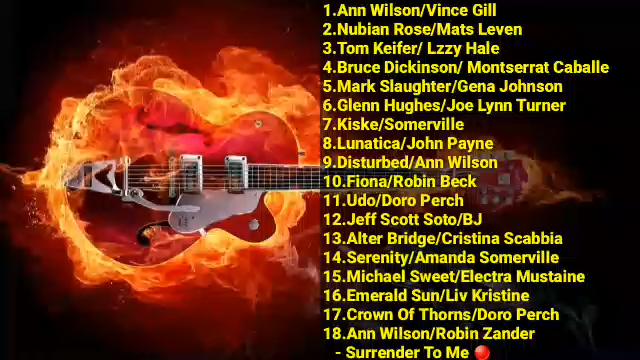 1.Ann Wilson/Vince Gill
2.Nubian Rose/Mats Leven
3.Tom Keifer/ Lzzy Hale
4.Bruce Dickinson/ Montserrat Caballe
5.Mark Slaughter/Gena Johnson
6.Glenn Hughes/Joe Lynn Turner
7.Kiske/Somerville
8.Lunatica/John Payne
9.Disturbed/Ann Wilson
10.Fiona/Robin Beck
11.Udo/Doro Perch
12.Jeff Scott Soto/BJ
13.Alter Bridge/Cristina Scabbia
14.Serenity/Amanda Somerville
15.Michael Sweet/Electra Mustaine
16.Emerald Sun/Liv Kristine
17.Crown Of Thorns/Doro Perch
18.Ann Wilson/Robin Zander
- Surrender To Me